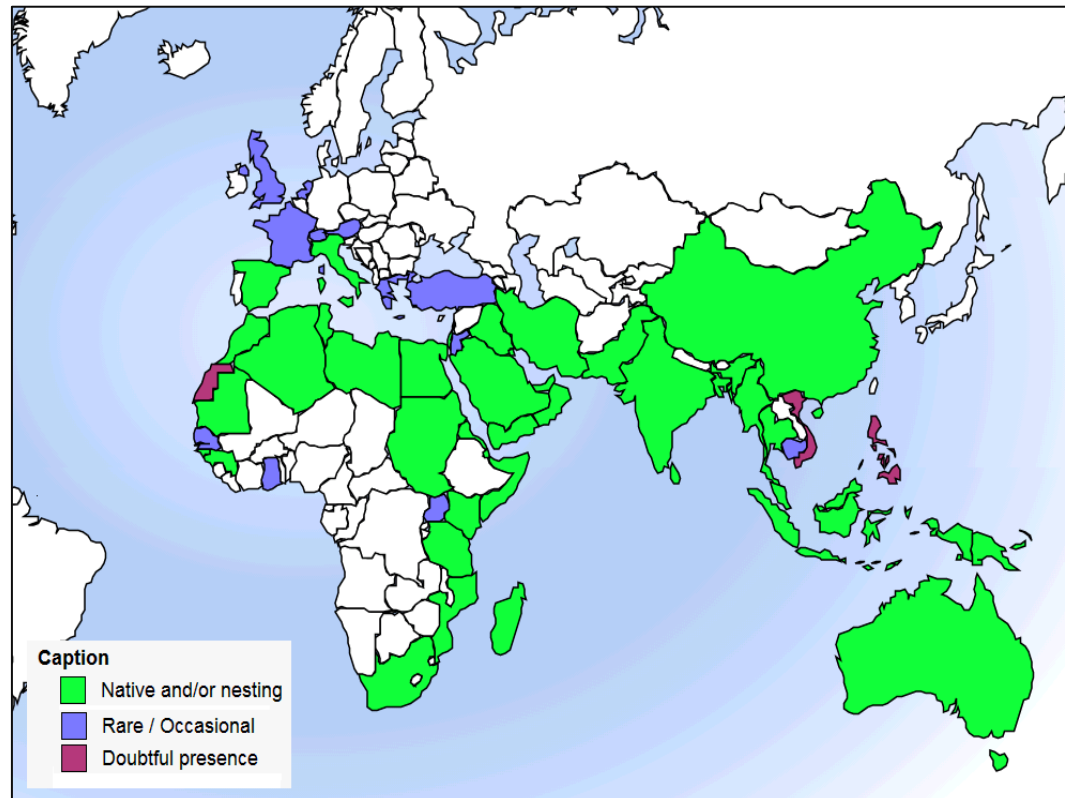 Caption
Native and/or nesting
Rare / Occasional
Doubtful presence